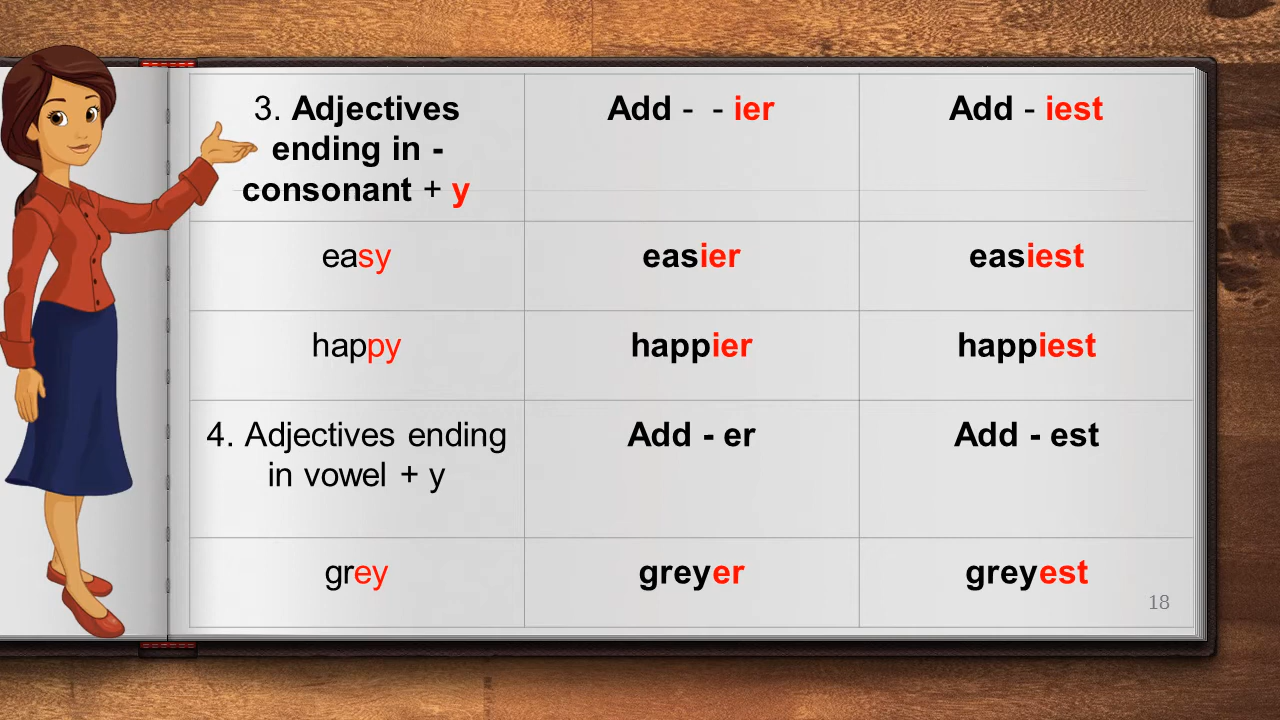 3. Adjectives
ending in -
consonant + y
Add -  - ier
Add - iest
easy
easier
easiest
happy
happier
happiest
4. Adjectives ending
in vowel + y
Add - er
Add - est
grey
greyer
greyest
18